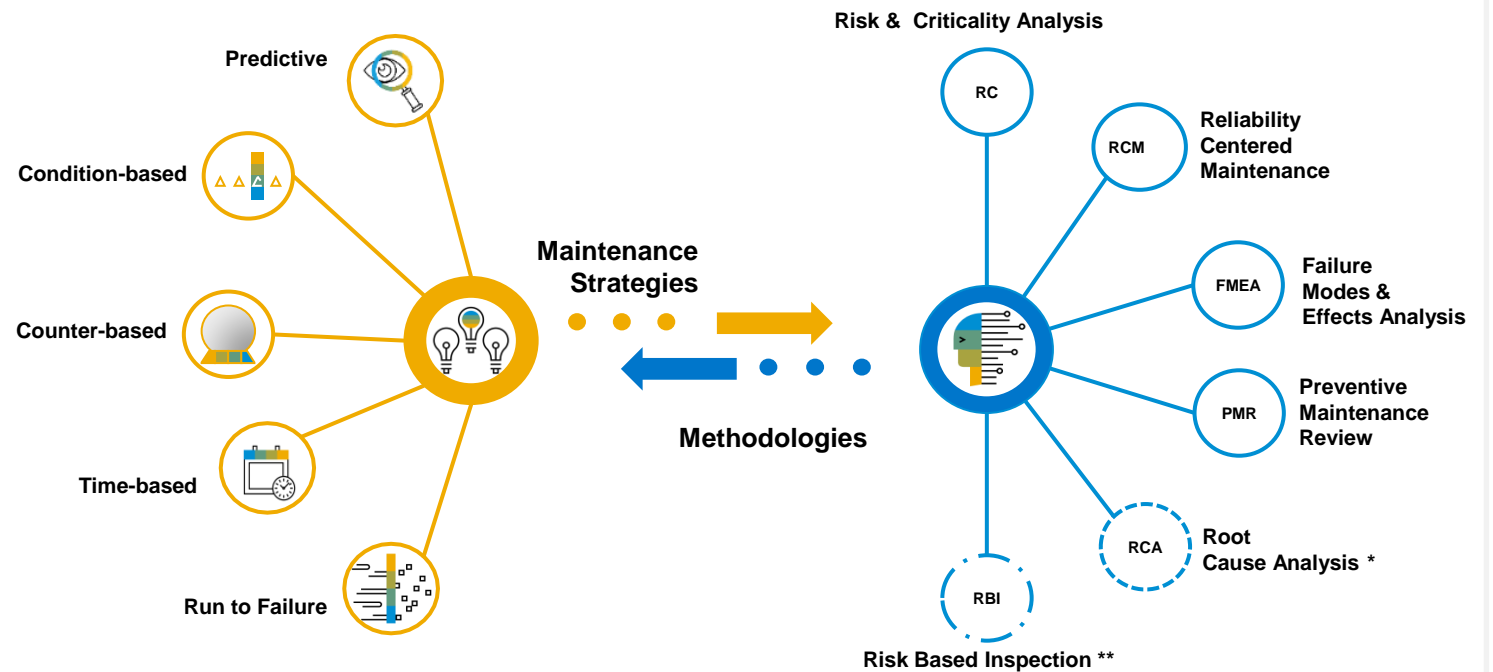 Predictive
Condition-based
Counter-based
Time-based
Run to Failure
Maintenance
Strategies
Methodologies
Risk & Criticality Analysis
RC
RCM
Reliability
Centered
Maintenance
FMEA
Failure
Modes &
Effects Analysis
PMR
Preventive
Maintenance
Review
RCA
Root
Cause Analysis *
RBI
Risk Based Inspection **